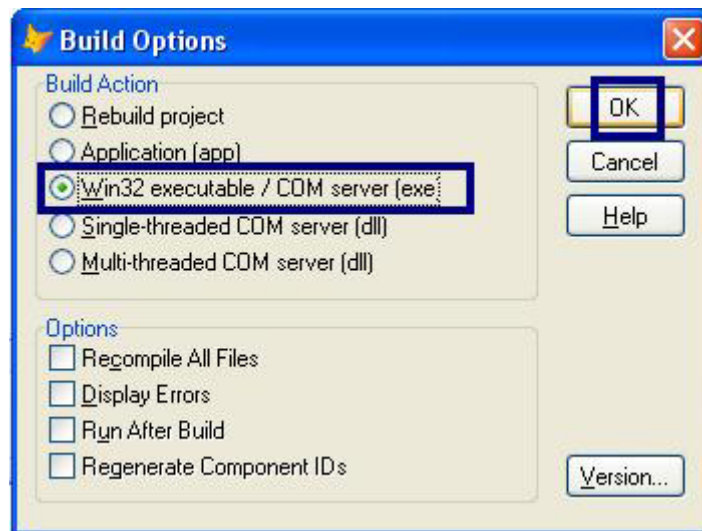 Build Options
Build Action
Rebuild project
Application (app)
Win32 executable / COM server (exe
Single-threaded COM server (dll)
Multi-threaded COM server (dll)
OK
Cancel
Help
Options
Recompile All Files
Display Errors
Run After Build
Regenerate Component IDs
Version...